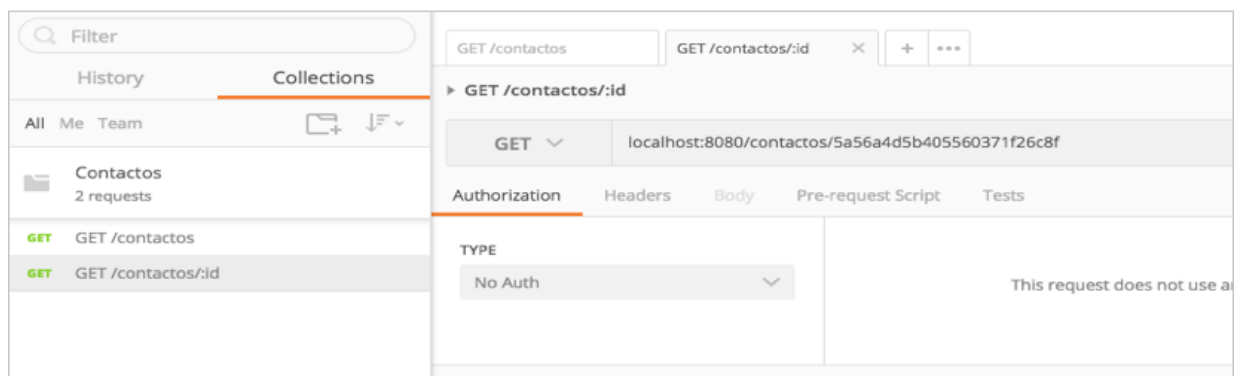 Filter
History Collections
All Me Team
Contactos
2 requests
GET GET /contactos
GET GET /contactos/:id
GET /contactos GET /contactos/:id
GET /contactos/:id
GET localhost:8080/contactos/5a56a4d5b405560371f26c8f
Authorization Headers Body Pre-request Script Tests
TYPE
No Auth
This request does not use